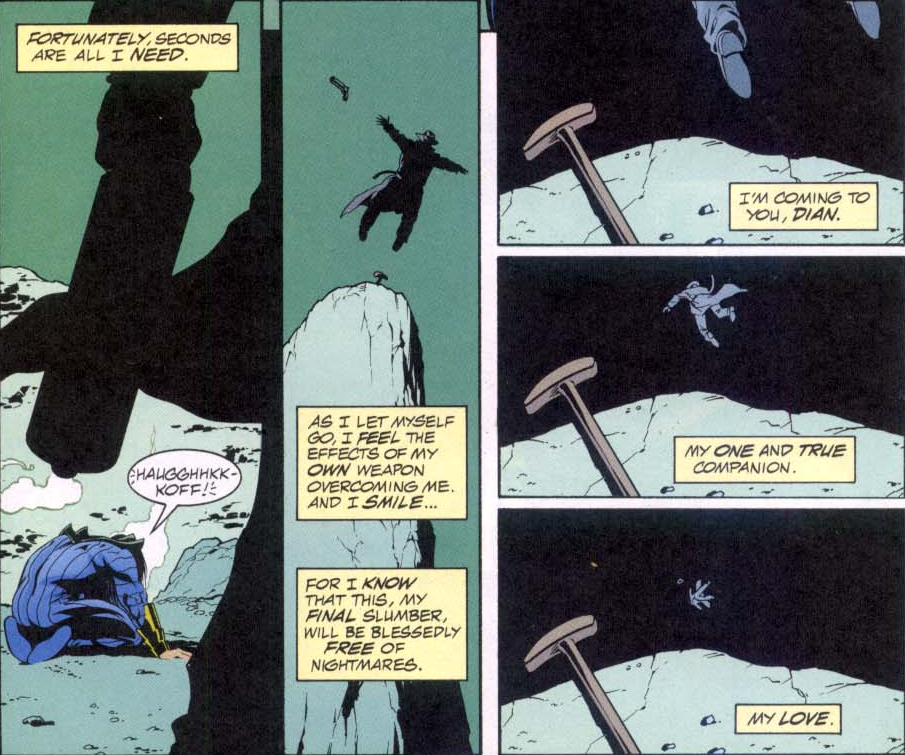 FORTUNATELY, SECONDS
ARE ALL I NEED.
HAUGGHHKK-
KOFF!
AS I LET MYSELF
GO, I FEEL THE
EFFECTS OF MY
OWN WEAPON
OVERCOMING ME.
AND I SMILE...
FOR I KNOW
THAT THIS, MY
FINAL SLUMBER,
WILL BE BLESSEDLY
FREE OF
NIGHTMARES.
I'M COMING TO
YOU, DIAN.
MY ONE AND TRUE
COMPANION.
MY LOVE.